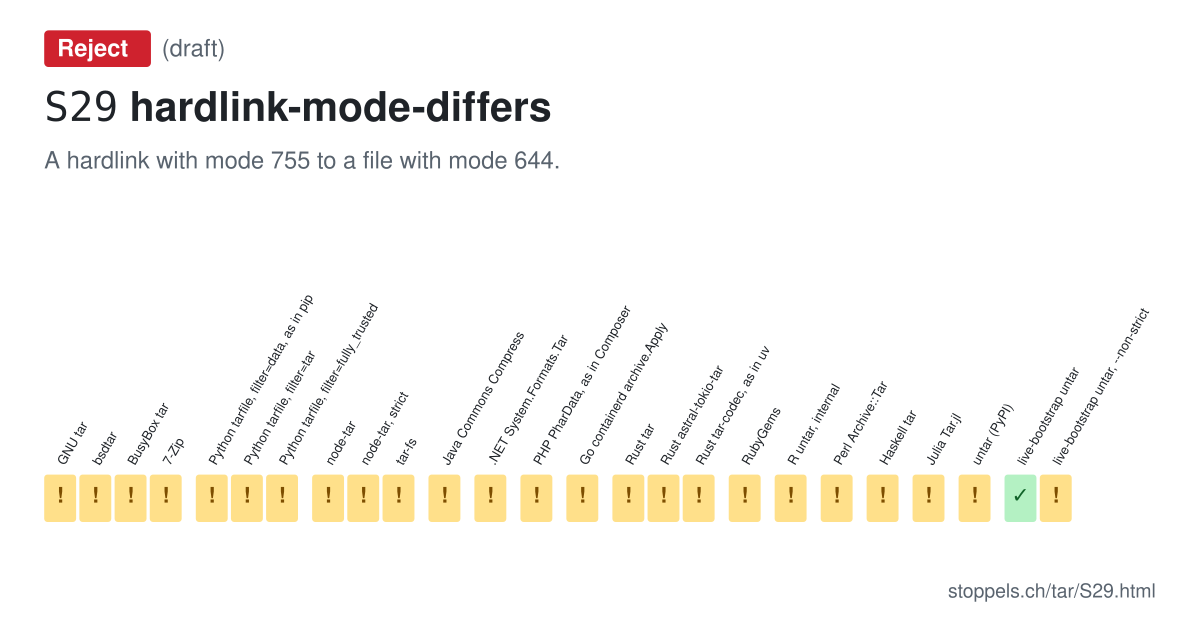 Reject (draft)
S29 hardlink-mode-differs
A hardlink with mode 755 to a file with mode 644.
GNU tar
bsdtar
BusyBox tar
7-Zip
Python tarfile, filter=data, as in pip
Python tarfile, filter=tar
Python tarfile, filter=fully_trusted
node-tar
node-tar, strict
tar-fs
Java Commons Compress
.NET System.Formats.Tar
PHP PharData, as in Composer
Go containerd archive.Apply
Rust tar
Rust astral-tokio-tar
Rust tar-codec, as in uv
RubyGems
R untar, internal
Perl Archive::Tar
Haskell tar
Julia Tar.jl
untar (PyPI)
live-bootstrap untar
live-bootstrap untar, --non-strict
! ! ! ! ! ! ! ! ! ! ! ! ! ! ! ! ! ! ! ! ! ! ! ✓ !
stoppels.ch/tar/S29.html